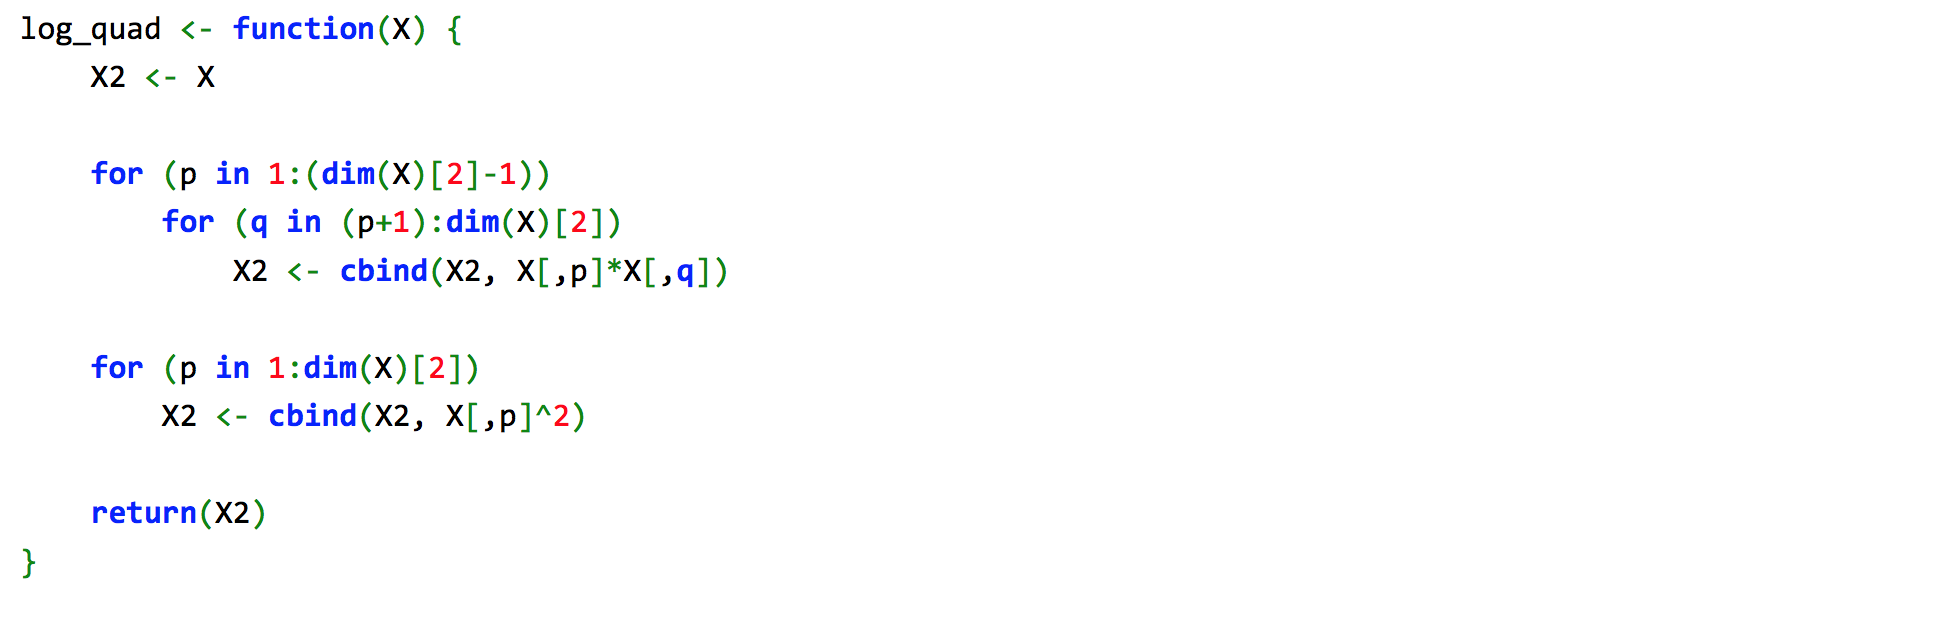 log_quad <- function(X) {
    X2 <- X
    for (p in 1:(dim(X)[2]-1))
        for (q in (p+1):dim(X)[2])
            X2 <- cbind(X2, X[,p]*X[,q])
    for (p in 1:dim(X)[2])
        X2 <- cbind(X2, X[,p]^2)
    return(X2)
}